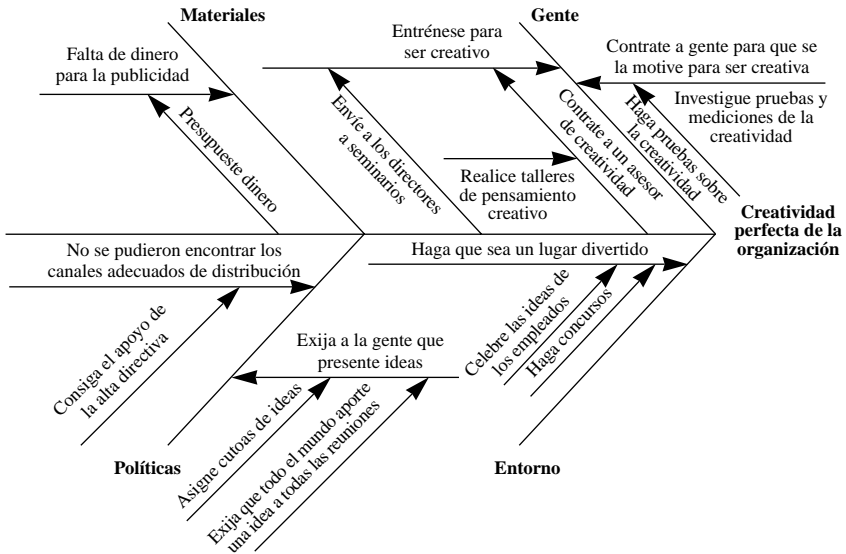 Materiales
Gente
Falta de dinero
para la publicidad
Presupueste dinero
Entrénese para
ser creativo
Envíe a los directores
a seminarios
Contrate a un asesor
de creatividad
Realice talleres
de pensamiento
creativo
Contrate a gente para que se
la motive para ser creativa
Haga pruebas sobre
la creatividad
Investigue pruebas y
mediciones de la
creatividad
Creatividad
perfecta de la
organización
No se pudieron encontrar los
canales adecuados de distribución
Consiga el apoyo de
la alta directiva
Exija a la gente que
presente ideas
Asigne cutoas de ideas
Exija que todo el mundo aporte
una idea a todas las reuniones
Haga que sea un lugar divertido
Celebre las ideas de
los empleados
Haga concursos
Políticas
Entorno